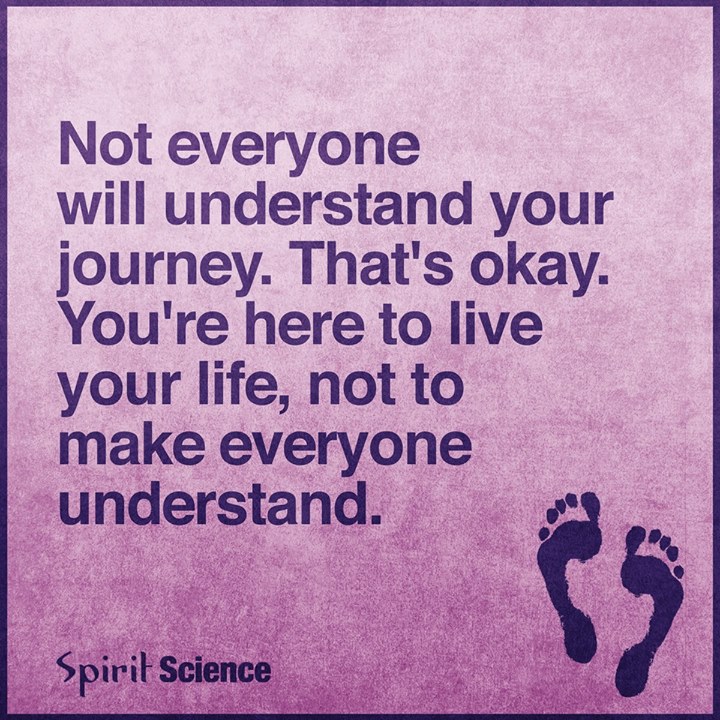 Not everyone
will understand your
journey. That's okay.
You're here to live
your life, not to
make everyone
understand.
Spirit Science